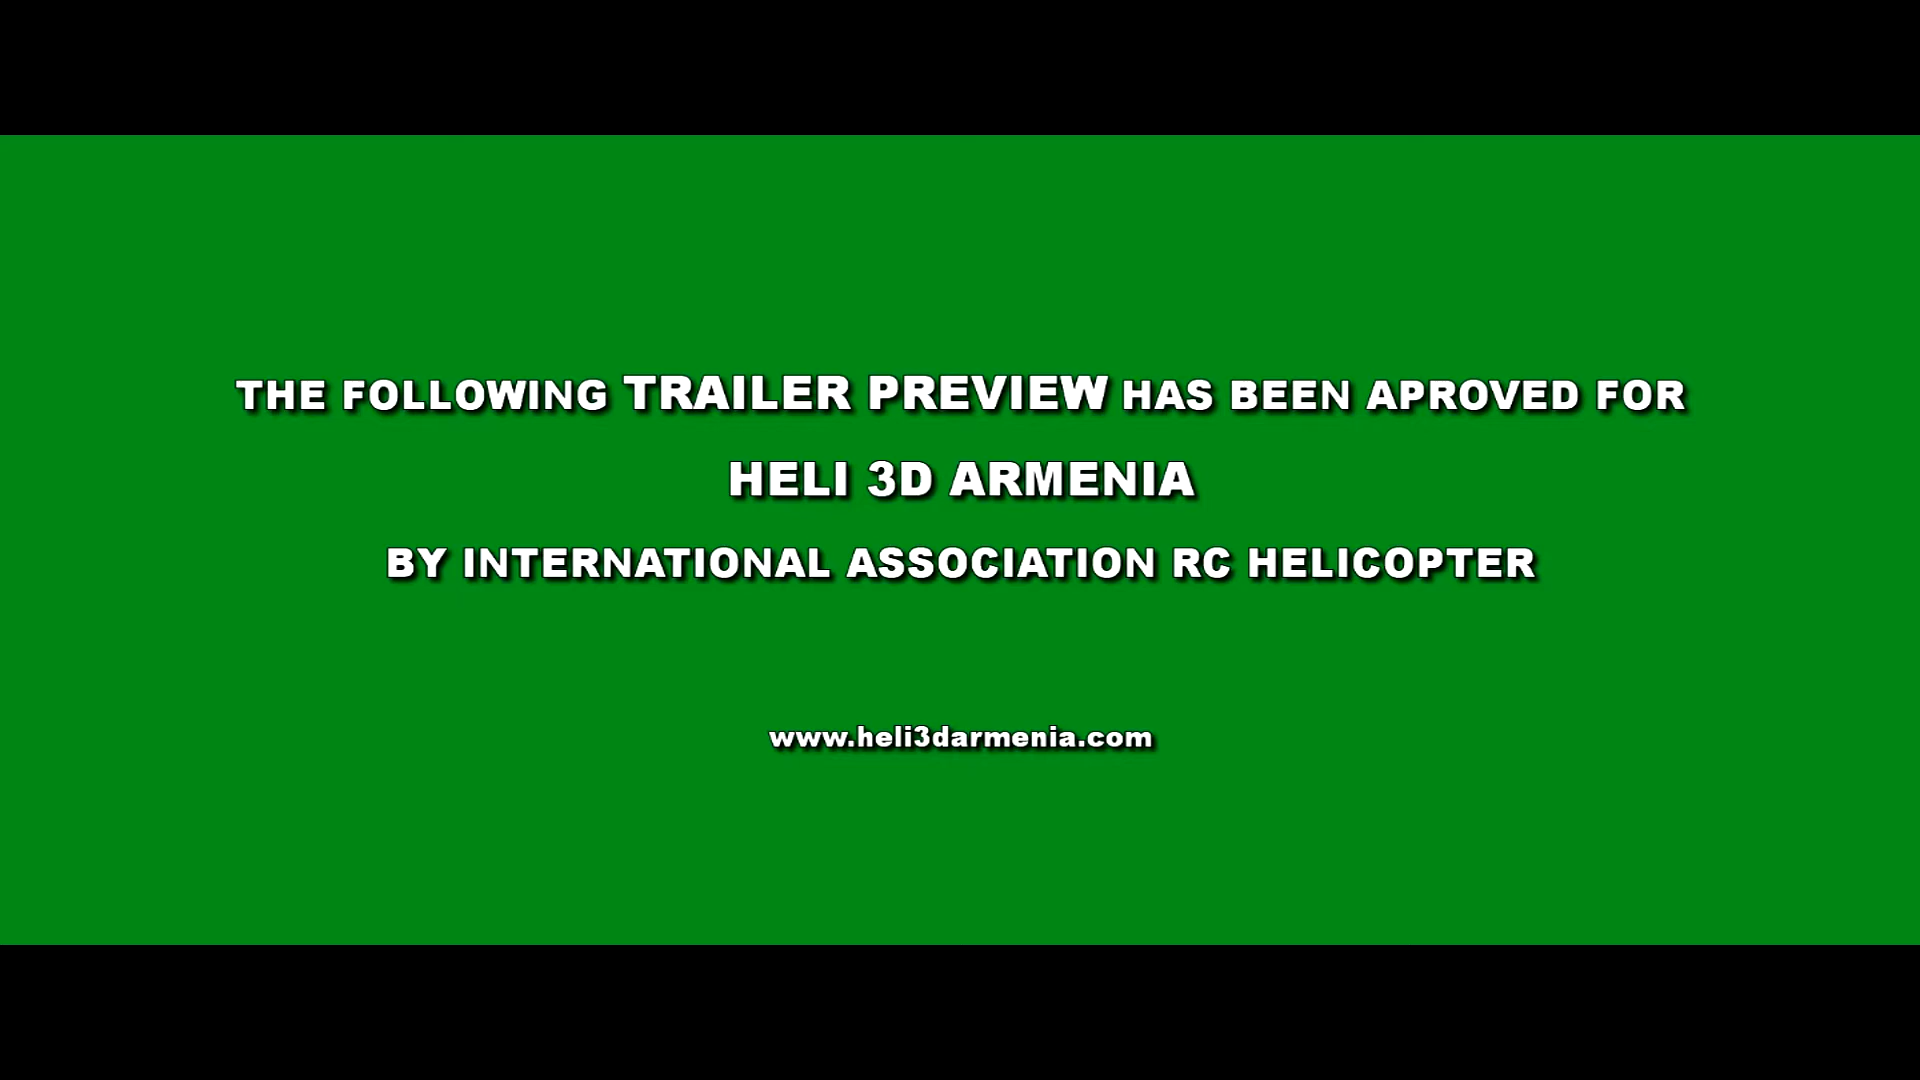 THE FOLLOWING TRAILER PREVIEW HAS BEEN APROVED FOR
HELI 3D ARMENIA
BY INTERNATIONAL ASSOCIATION RC HELICOPTER
www.heli3darmenia.com